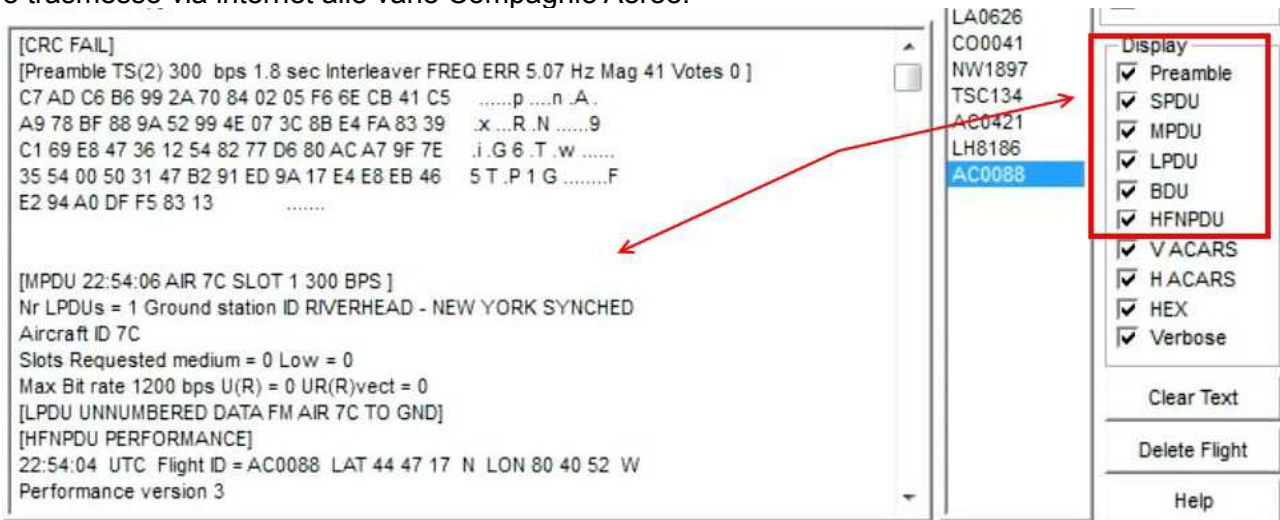 e trasmesse via internet alle varie Compagnie Aeree.
[CRC FAIL]
[Preamble TS(2) 300 bps 1.8 sec Interleaver FREQ ERR 5.07 Hz Mag 41 Votes 0 ]
C7 AD C6 B6 99 2A 70 84 02 05 F6 6E CB 41 C5 ......p ....n .A .
A9 78 BF 88 9A 52 99 4E 07 3C 8B E4 FA 83 39 .x ...R .N ......9
C1 69 E8 47 36 12 54 82 77 D6 80 AC A7 9F 7E .i .G 6 .T .w ......
35 54 00 50 31 47 B2 91 ED 9A 17 E4 E8 EB 46 5 T .P 1 G ........F
E2 94 A0 DF F5 83 13 .......
[MPDU 22:54:06 AIR 7C SLOT 1 300 BPS ]
Nr LPDUs = 1 Ground station ID RIVERHEAD - NEW YORK SYNCHED
Aircraft ID 7C
Slots Requested medium = 0 Low = 0
Max Bit rate 1200 bps U(R) = 0 UR(R)vect = 0
[LPDU UNNUMBERED DATA FM AIR 7C TO GND]
[HFNPDU PERFORMANCE]
22:54:04 UTC Flight ID = AC0088 LAT 44 47 17 N LON 80 40 52 W
Performance version 3
LA0626
CO0041
NW1897
TSC134
AC0421
LH8186
AC0088
Display
Preamble
SPDU
MPDU
LPDU
BDU
HFNPDU
V ACARS
H ACARS
HEX
Verbose
Clear Text
Delete Flight
Help